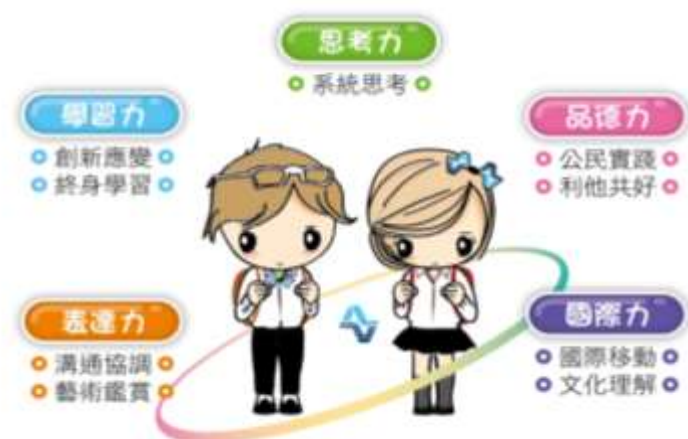 思考力
系統思考
學習力
創新應變
終身學習
品德力
公民實踐
利他共好
表達力
溝通協調
藝術鑑賞
國際力
國際移動
文化理解